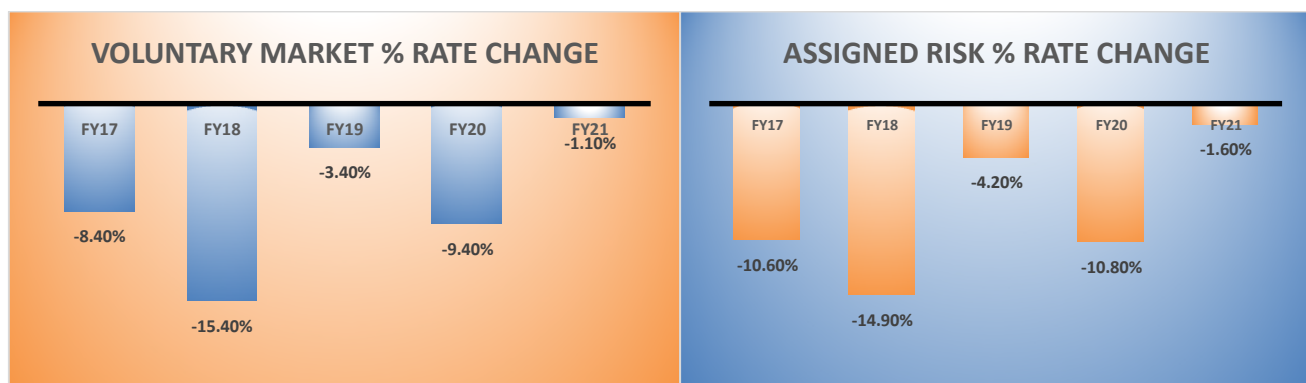 VOLUNTARY MARKET % RATE CHANGE
FY17 FY18 FY19 FY20 FY21
-1.10%
-3.40%
-8.40%
-9.40%
-15.40%
ASSIGNED RISK % RATE CHANGE
FY17 FY18 FY19 FY20 FY21
-1.60%
-4.20%
-10.60%
-10.80%
-14.90%